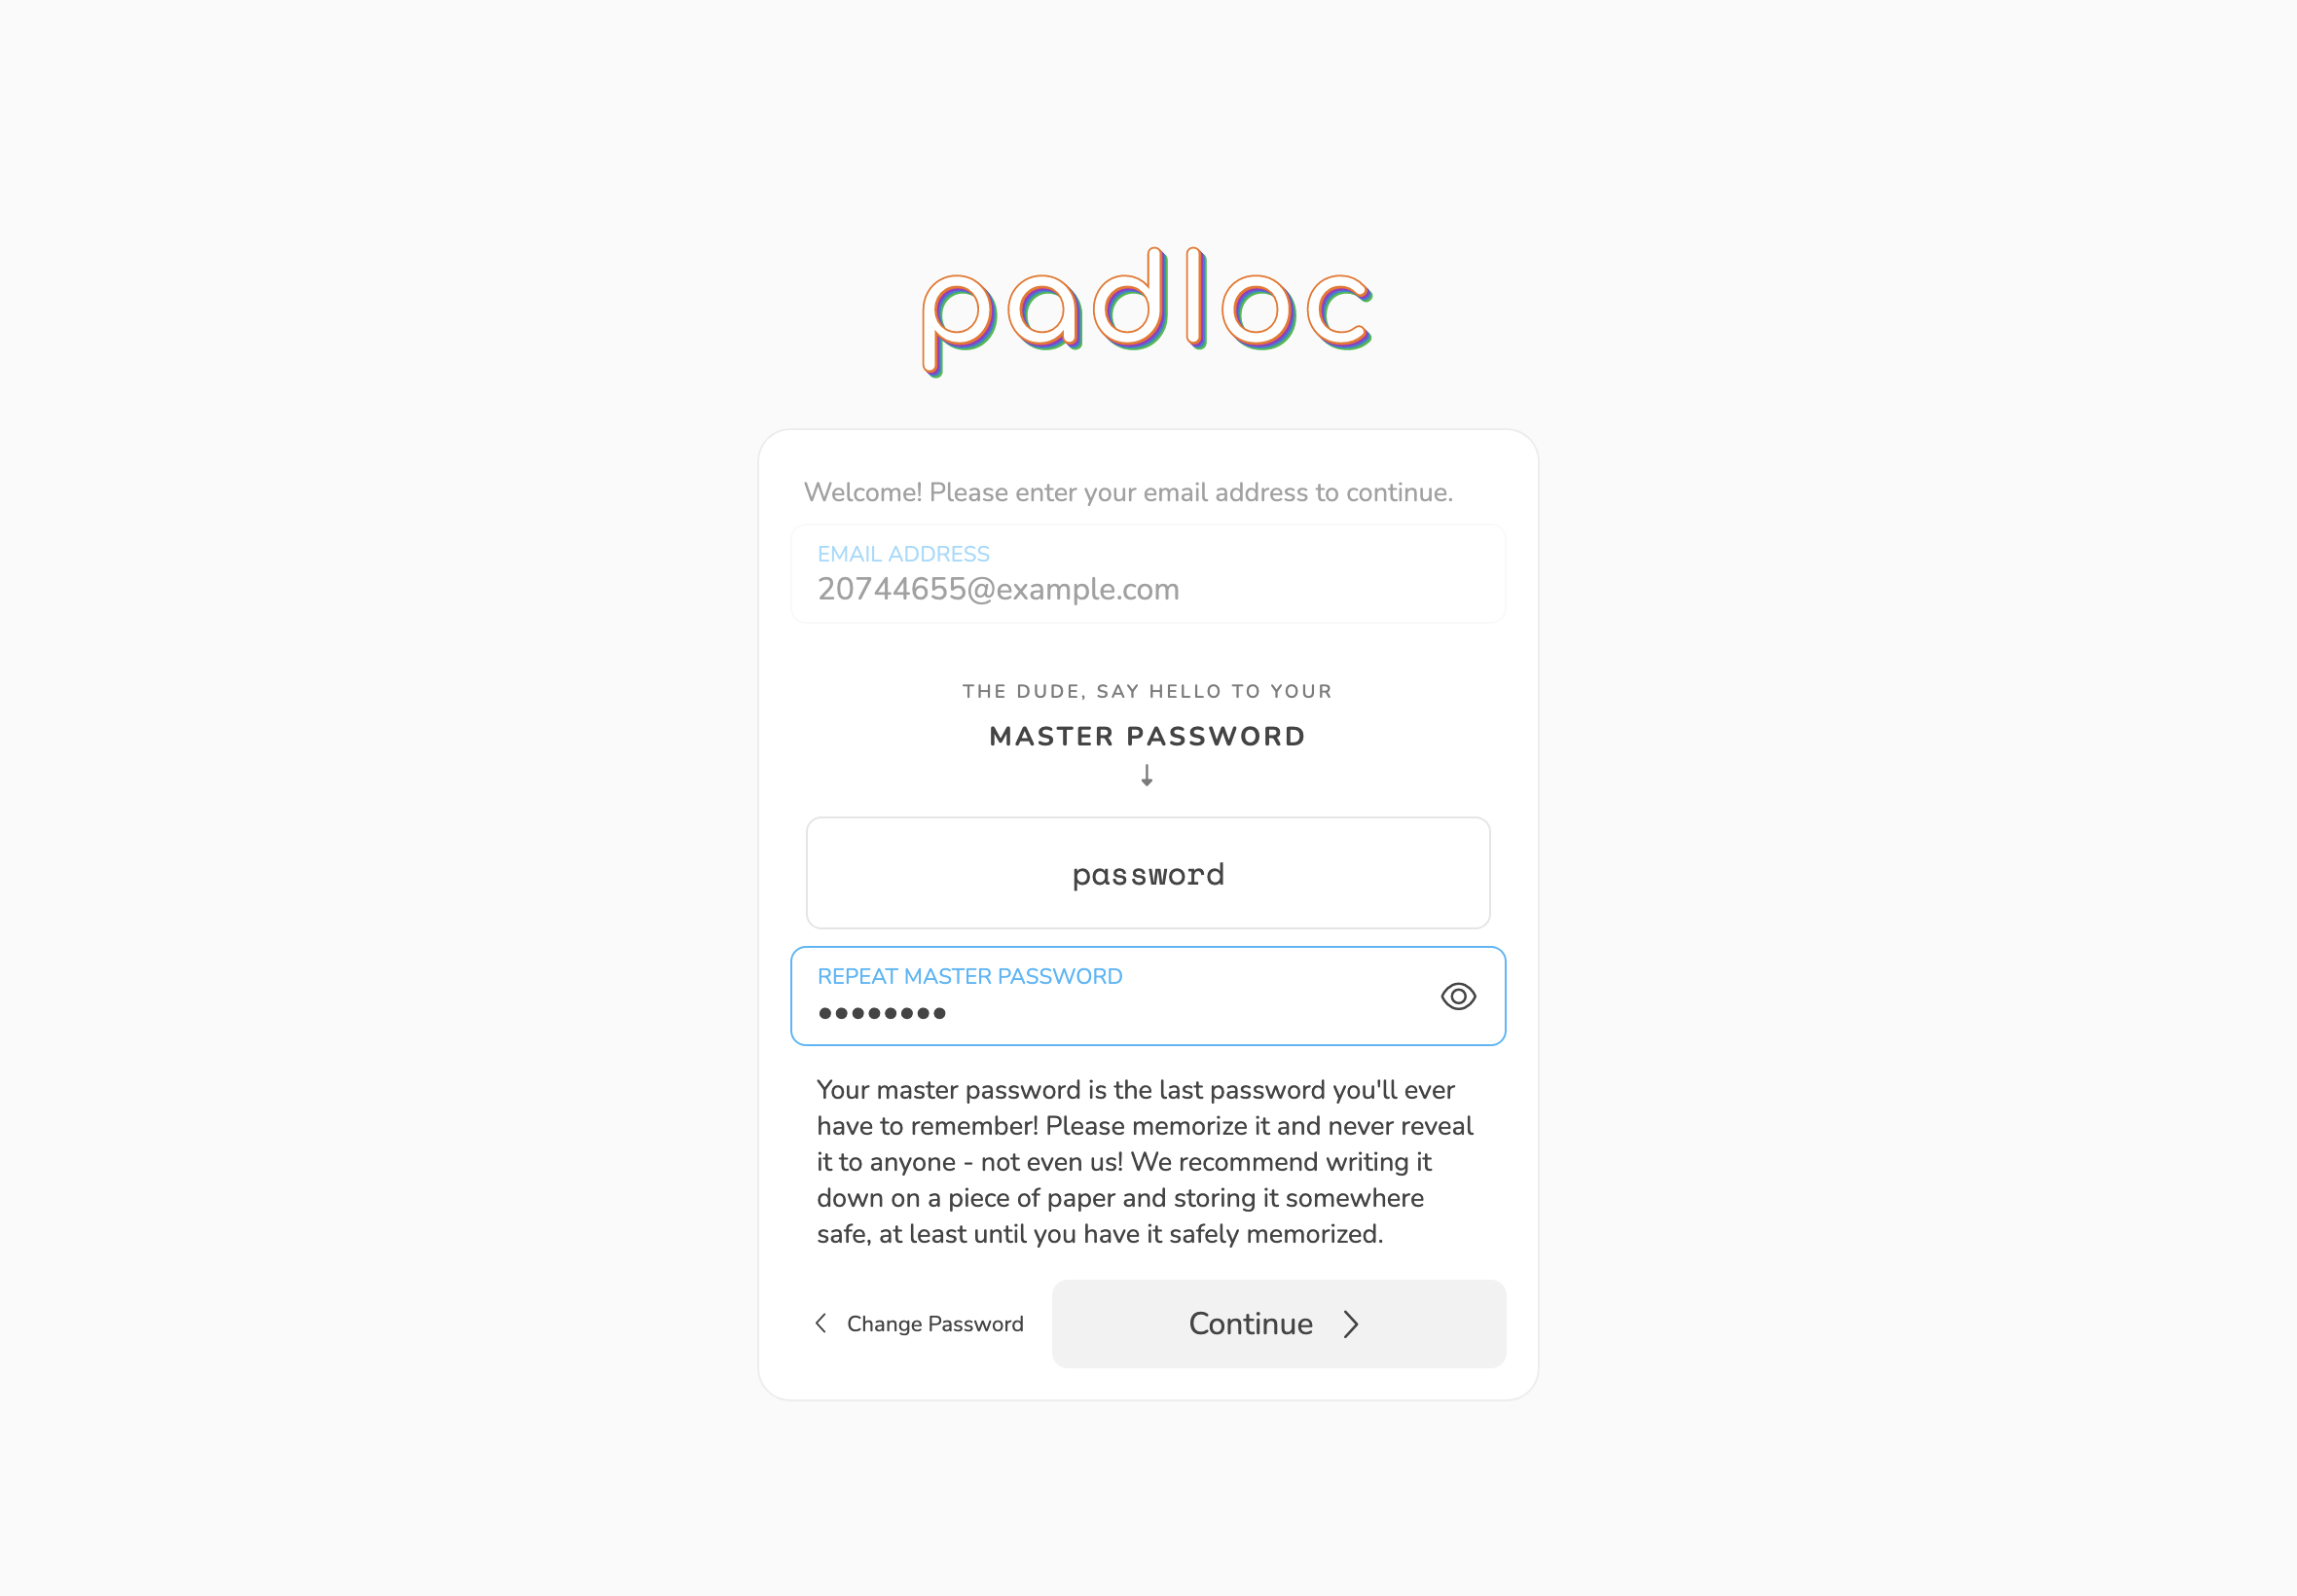 padloc
Welcome! Please enter your email address to continue.
EMAIL ADDRESS
20744655@example.com
THE DUDE, SAY HELLO TO YOUR
MASTER PASSWORD
password
REPEAT MASTER PASSWORD
••••••••
Your master password is the last password you'll ever
have to remember! Please memorize it and never reveal
it to anyone - not even us! We recommend writing it
down on a piece of paper and storing it somewhere
safe, at least until you have it safely memorized.
Change Password
Continue